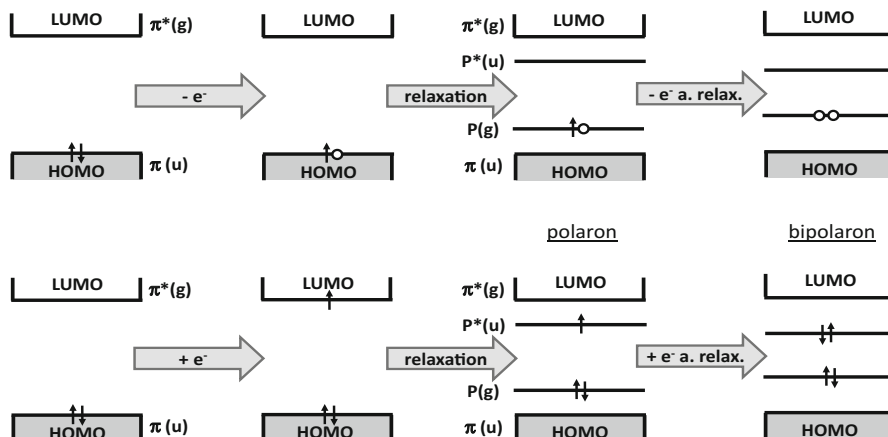 LUMO π*(g) LUMO π*(g) LUMO LUMO
P*(u)
- e⁻ relaxation - e⁻ a. relax.
P(g)
HOMO π (u) HOMO π (u) HOMO HOMO
polaron bipolaron
LUMO π*(g) LUMO π*(g) LUMO LUMO
P*(u)
+ e⁻ relaxation + e⁻ a. relax.
P(g)
HOMO π (u) HOMO π (u) HOMO HOMO